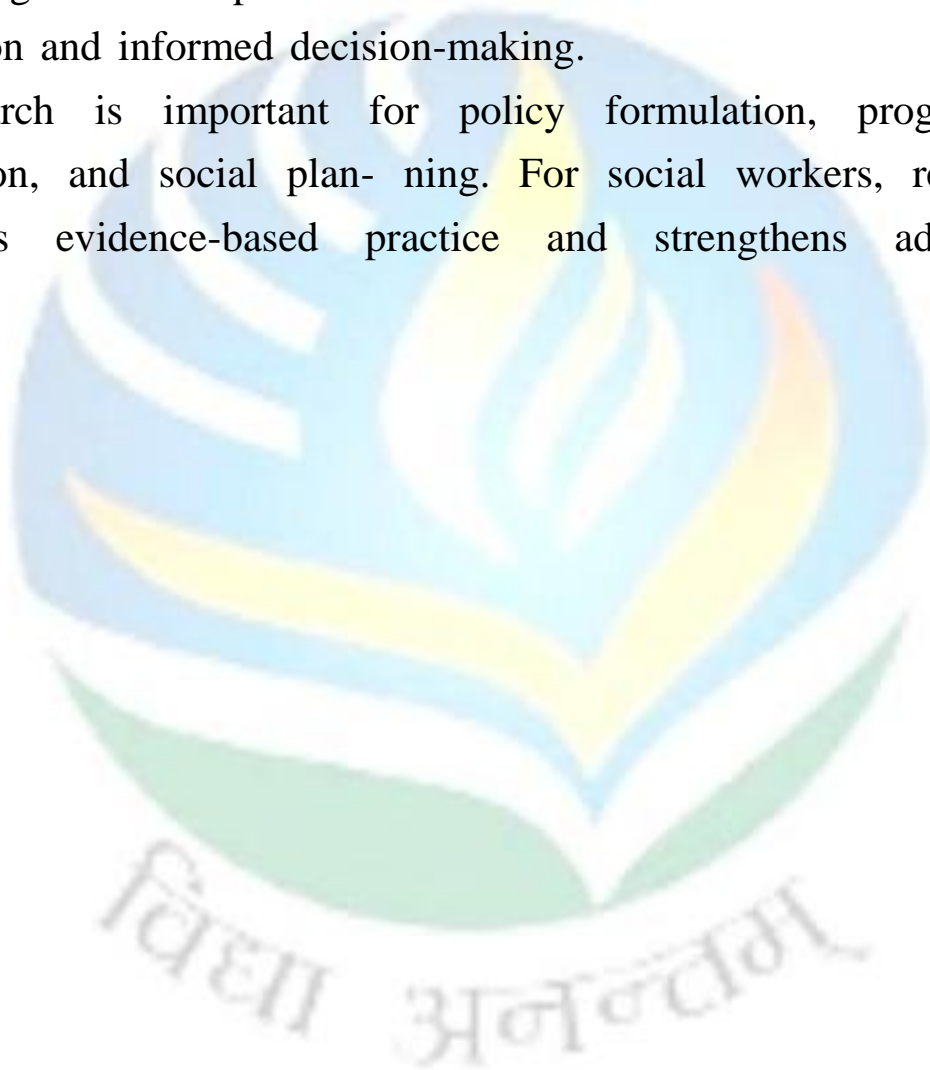 on and informed decision-making.
arch is important for policy formulation, prog
on, and social plan- ning. For social workers, re
s evidence-based practice and strengthens ad
विद्या अनन्तम्